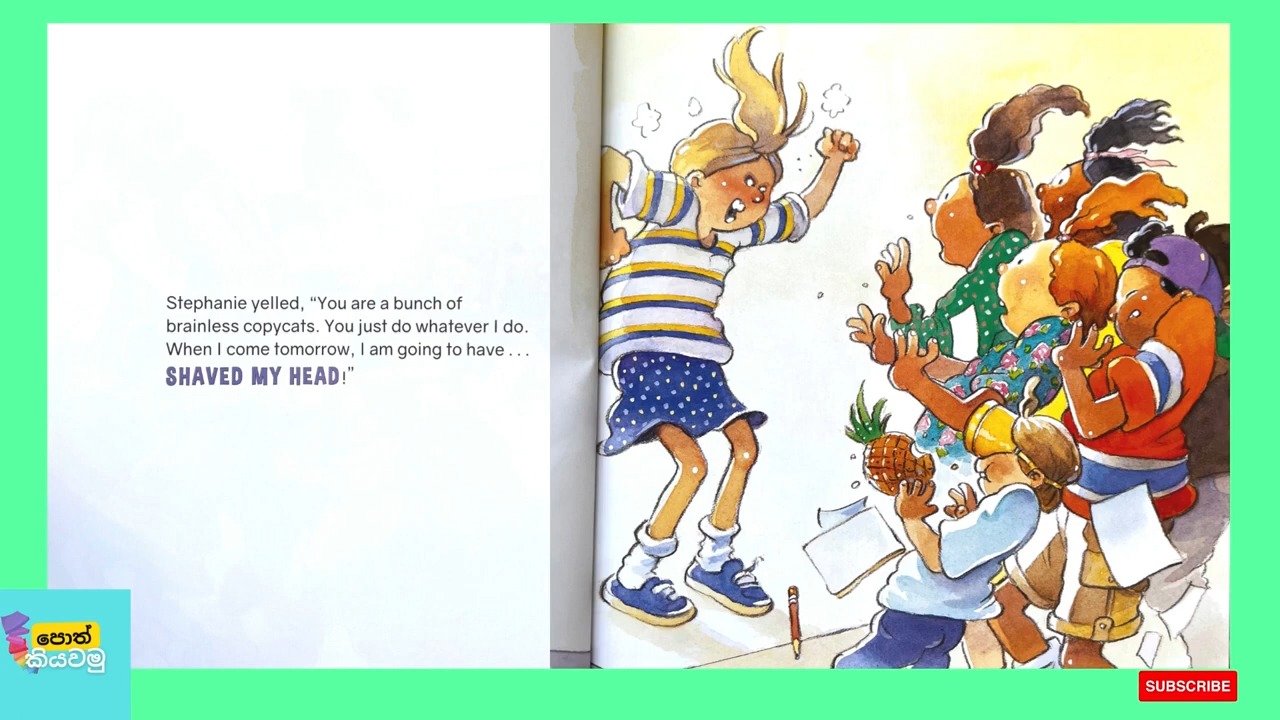 Stephanie yelled, “You are a bunch of
brainless copycats. You just do whatever I do.
When I come tomorrow, I am going to have . . .
SHAVED MY HEAD!”
පොත්
කියවමු
SUBSCRIBE